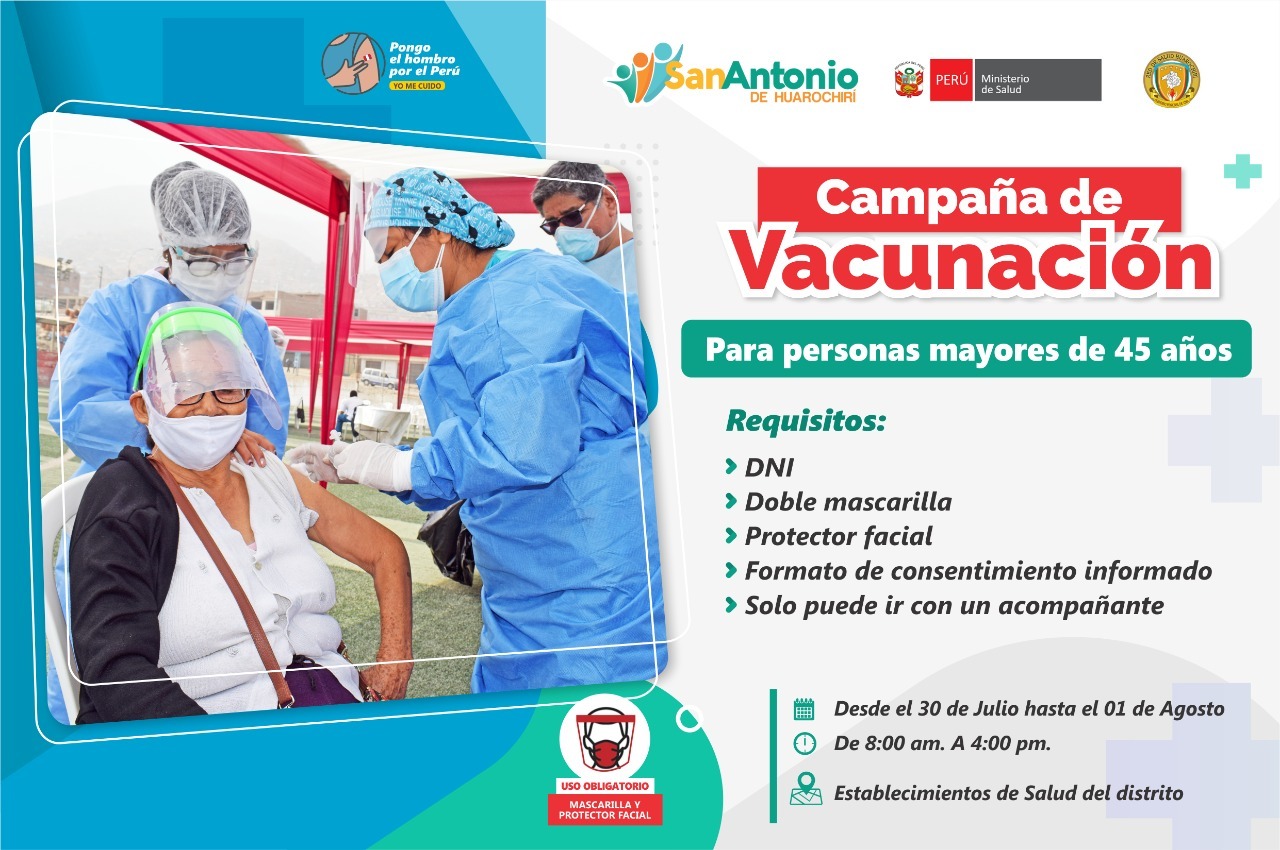 Pongo
el hombro
por el Perú
YO ME CUIDO
SanAntonio
DE HUAROCHIRÍ
PERÚ
Ministerio
de Salud
Campaña de
Vacunación
Para personas mayores de 45 años
Requisitos:
DNI
Doble mascarilla
Protector facial
Formato de consentimiento informado
Solo puede ir con un acompañante
Desde el 30 de Julio hasta el 01 de Agosto
De 8:00 am. A 4:00 pm.
Establecimientos de Salud del distrito
USO OBLIGATORIO
MASCARILLA Y
PROTECTOR FACIAL